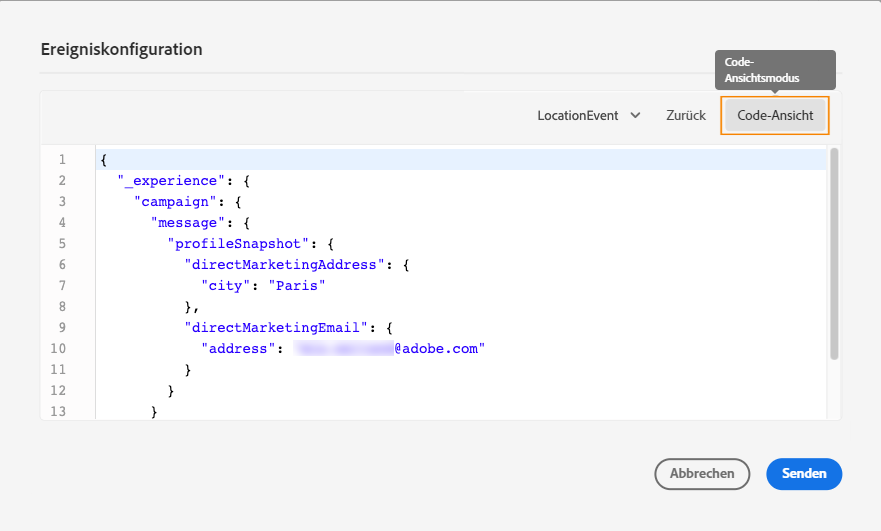 Ereigniskonfiguration
Code-
Ansichtsmodus
LocationEvent Zurück Code-Ansicht
1 {
2 "_experience": {
3 "campaign": {
4 "message": {
5 "profileSnapshot": {
6 "directMarketingAddress": {
7 "city": "Paris"
8 },
9 "directMarketingEmail": {
10 "address": @adobe.com"
11 }
12 }
13 }
Abbrechen Senden